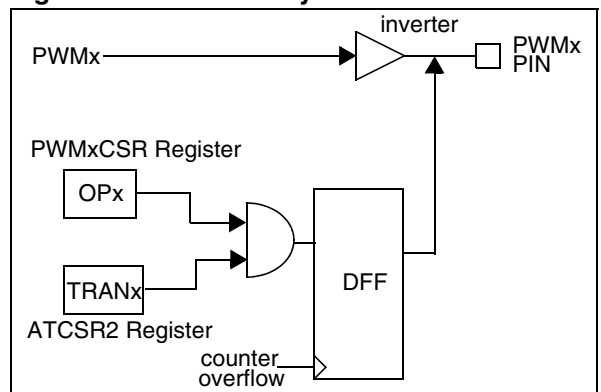 inverter
PWMx
PWMx
PIN
PWMxCSR Register
OPx
TRANx
DFF
ATCSR2 Register
counter
overflow